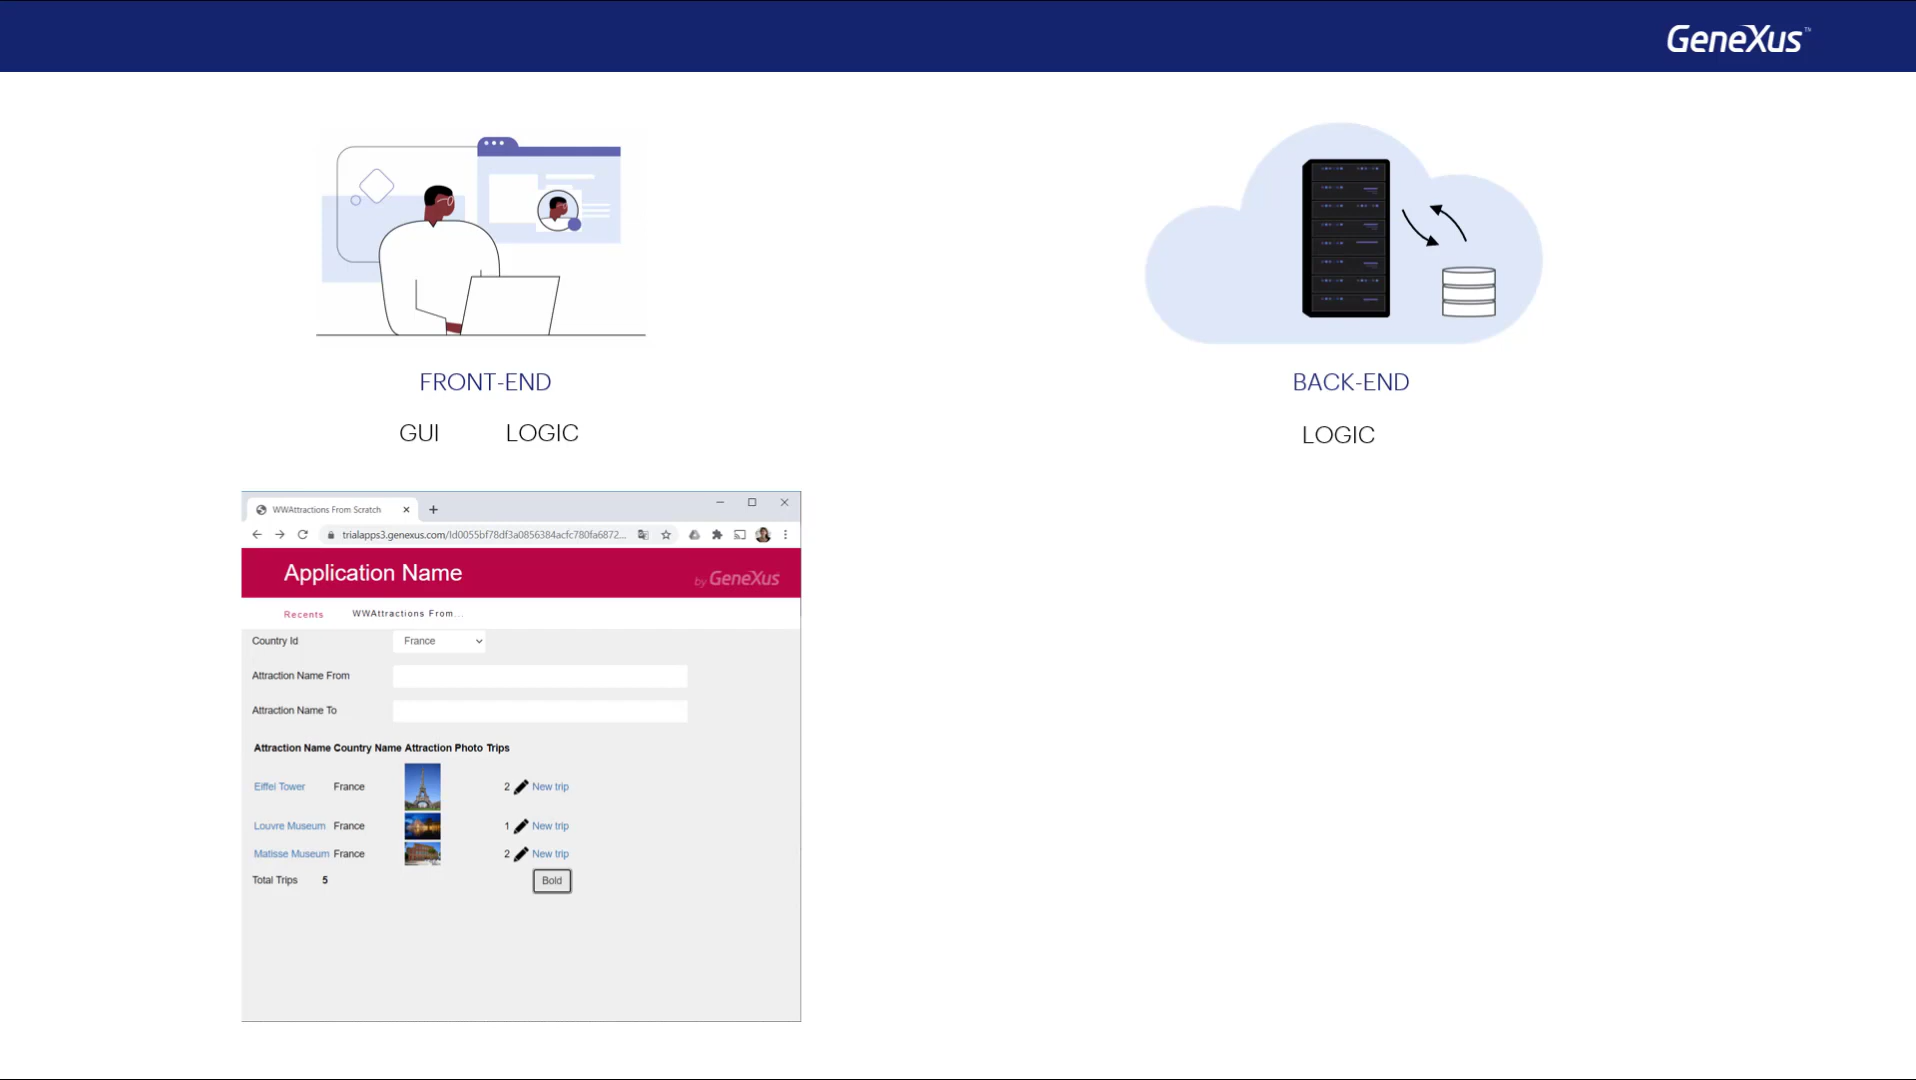 GeneXus™
FRONT-END
BACK-END
GUI LOGIC
LOGIC
WWAttractions From Scratch
trialapps3.genexus.com/Id0055bf78df3a0856384acfc780fa6872...
Application Name
by GeneXus
Recents WWAttractions From...
Country Id France
Attraction Name From
Attraction Name To
Attraction Name Country Name Attraction Photo Trips
Eiffel Tower France 2 New trip
Louvre Museum France 1 New trip
Matisse Museum France 2 New trip
Total Trips 5 Bold